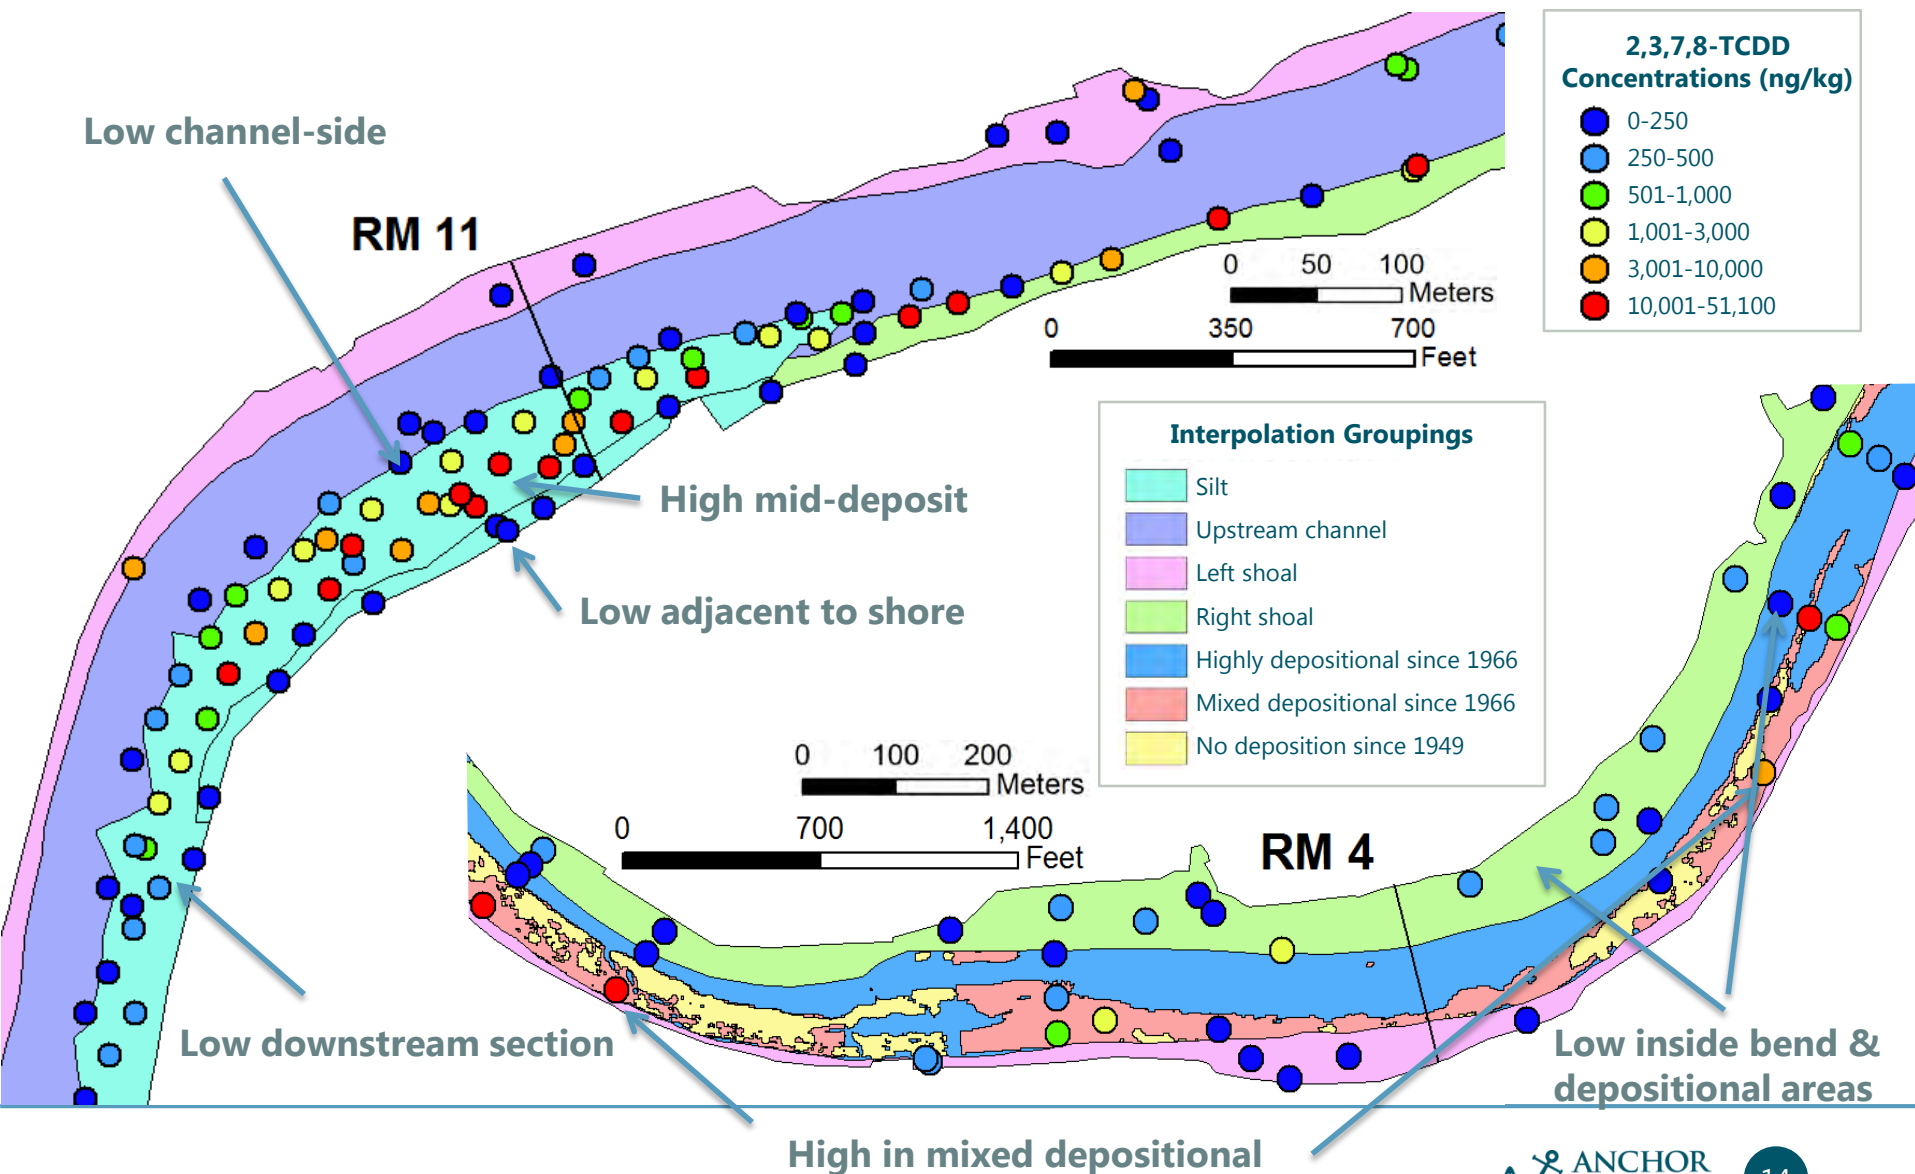 2,3,7,8-TCDD
Concentrations (ng/kg)
0-250
250-500
501-1,000
1,001-3,000
3,001-10,000
10,001-51,100
Low channel-side
RM 11
0 50 100
Meters
0 350 700
Feet
High mid-deposit
Low adjacent to shore
Interpolation Groupings
Silt
Upstream channel
Left shoal
Right shoal
Highly depositional since 1966
Mixed depositional since 1966
No deposition since 1949
0 100 200
Meters
0 700 1,400
Feet
RM 4
Low downstream section
Low inside bend &
depositional areas
High in mixed depositional
ANCHOR
14